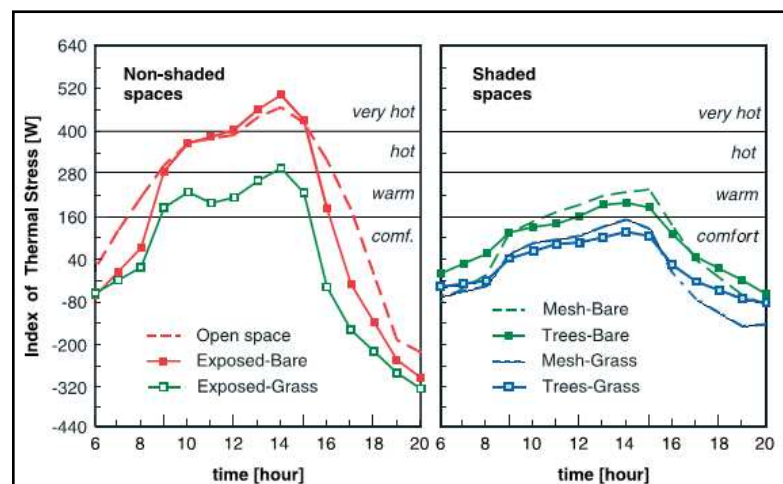 Index of Thermal Stress [W]
640
520
400
280
160
40
-80
-200
-320
-440
Non-shaded
spaces
very hot
hot
warm
comf.
Open space
Exposed-Bare
Exposed-Grass
6 8 10 12 14 16 18 20
time [hour]
Shaded
spaces
very hot
hot
warm
comfort
Mesh-Bare
Trees-Bare
Mesh-Grass
Trees-Grass
6 8 10 12 14 16 18 20
time [hour]